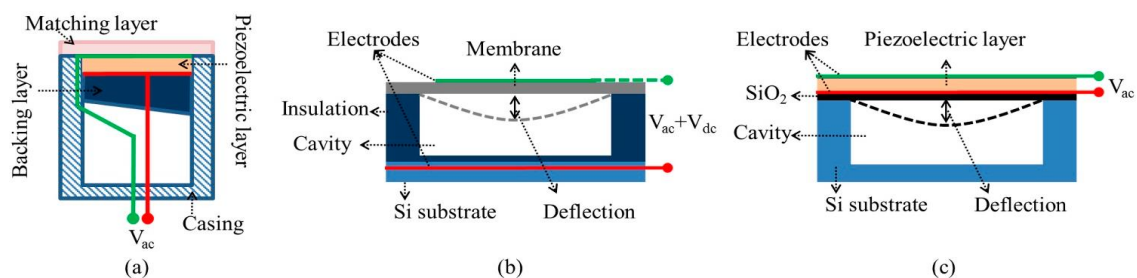 Matching layer
Backing layer
Piezoelectric layer
Casing
V_ac
(a)
Electrodes
Membrane
Insulation
Cavity
V_ac+V_dc
Si substrate
Deflection
(b)
Electrodes
Piezoelectric layer
SiO₂
V_ac
Cavity
Si substrate
Deflection
(c)